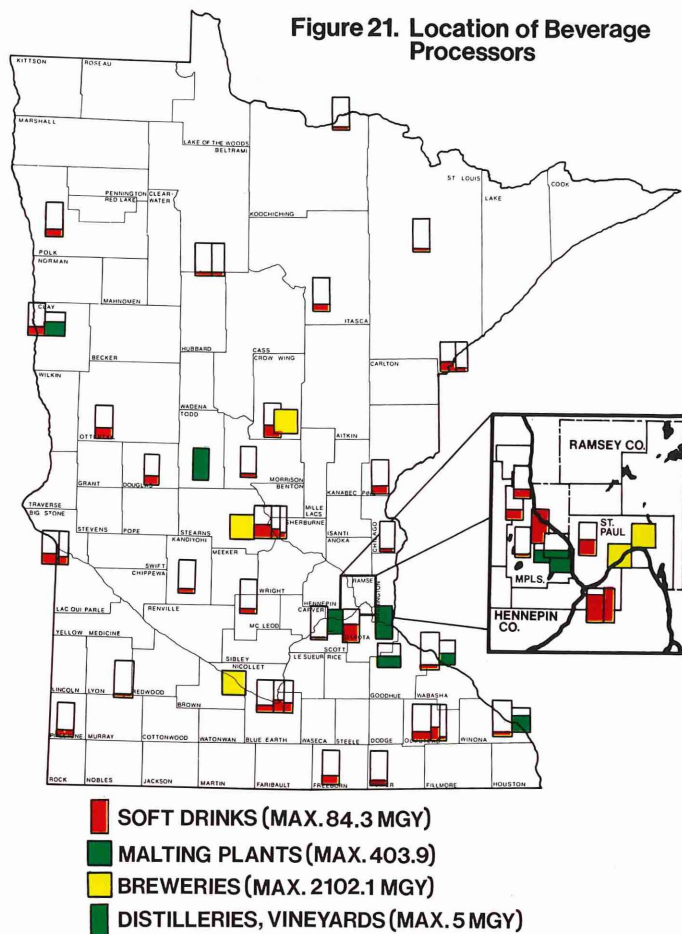 Figure 21. Location of Beverage
Processors
KITTSON
ROSEAU
MARSHALL
LAKE OF THE WOODS
BELTRAMI
ST LOUIS
COOK
LAKE
PENNINGTON
CLEAR-
RED LAKE
WATER
KOOCHICHING
POLK
NORMAN
MAHNOMEN
ITASCA
CLAY
BECKER
HUBBARD
CASS
CROW WING
CARLTON
WILKIN
WADENA
TODD
AITKIN
OTTERTAIL
RAMSEY CO.
GRANT
DOUGLAS
MORRISON
BENTON
KANABEC
PINE
MILLE
LACS
TRAVERSE
BIG STONE
STEVENS
POPE
STEARNS
SHERBURNE
ISANTI
ANOKA
CHISAGO
ST.
PAUL
KANDIYOHI
MEEKER
SWIFT
CHIPPEWA
MPLS.
WRIGHT
HENNEPIN
RAMSE
HENNEPIN
CO.
LAC QUI PARLE
RENVILLE
CARVER
MC LEOD
YELLOW MEDICINE
SCOTT
DAKOTA
SIBLEY
NICOLLET
LE SUEUR
RICE
GOODHUE
WABASHA
LINCOLN
LYON
REDWOOD
BROWN
PIPESTONE
MURRAY
COTTONWOOD
WATONWAN
BLUE EARTH
WASECA
STEELE
DODGE
OLMSTED
WINONA
ROCK
NOBLES
JACKSON
MARTIN
FARIBAULT
FREEBORN
MOWER
FILLMORE
HOUSTON
SOFT DRINKS (MAX. 84.3 MGY)
MALTING PLANTS (MAX. 403.9)
BREWERIES (MAX. 2102.1 MGY)
DISTILLERIES, VINEYARDS (MAX. 5 MGY)